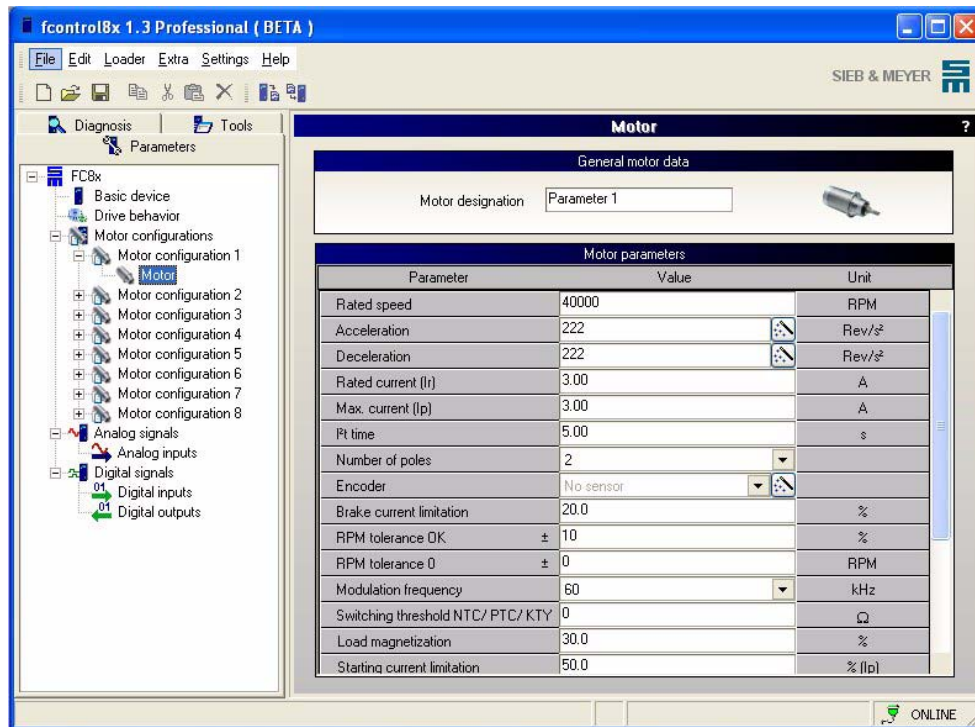 fcontrol8x 1.3 Professional ( BETA )
File Edit Loader Extra Settings Help
SIEB & MEYER
Diagnosis Tools
Parameters
FC8x
Basic device
Drive behavior
Motor configurations
Motor configuration 1
Motor
Motor configuration 2
Motor configuration 3
Motor configuration 4
Motor configuration 5
Motor configuration 6
Motor configuration 7
Motor configuration 8
Analog signals
Analog inputs
Digital signals
01 Digital inputs
01 Digital outputs
Motor ?
General motor data
Motor designation Parameter 1
Motor parameters
Parameter Value Unit
Rated speed 40000 RPM
Acceleration 222 Rev/s²
Deceleration 222 Rev/s²
Rated current (Ir) 3.00 A
Max. current (Ip) 3.00 A
I²t time 5.00 s
Number of poles 2
Encoder No sensor
Brake current limitation 20.0 %
RPM tolerance OK ± 10 %
RPM tolerance 0 ± 0 RPM
Modulation frequency 60 kHz
Switching threshold NTC/ PTC/ KTY 0 Ω
Load magnetization 30.0 %
Starting current limitation 50.0 % (Ip)
ONLINE